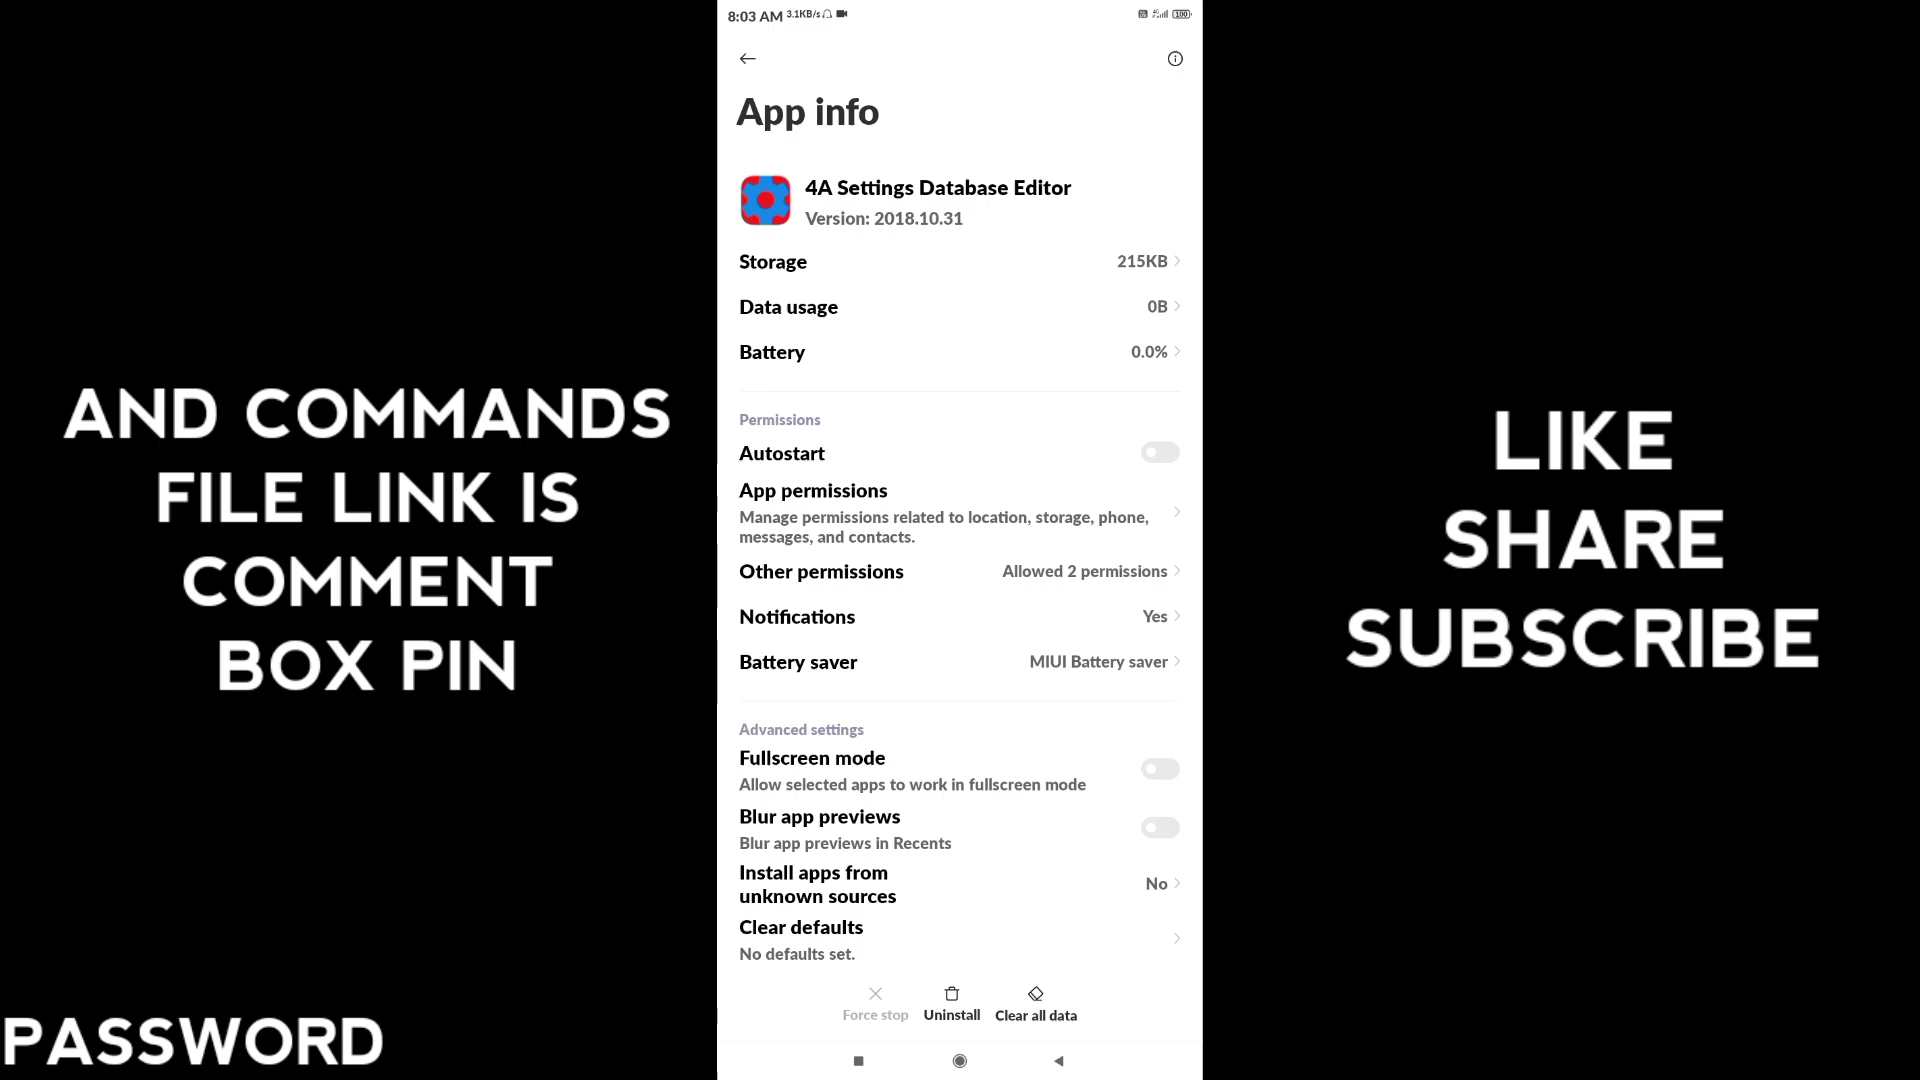 AND COMMANDS
FILE LINK IS
COMMENT
BOX PIN
PASSWORD
8:03 AM 3.1KB/s
100
App info
4A Settings Database Editor
Version: 2018.10.31
Storage 215KB
Data usage 0B
Battery 0.0%
Permissions
Autostart
App permissions
Manage permissions related to location, storage, phone,
messages, and contacts.
Other permissions Allowed 2 permissions
Notifications Yes
Battery saver MIUI Battery saver
Advanced settings
Fullscreen mode
Allow selected apps to work in fullscreen mode
Blur app previews
Blur app previews in Recents
Install apps from
unknown sources No
Clear defaults
No defaults set.
Force stop Uninstall Clear all data
LIKE
SHARE
SUBSCRIBE